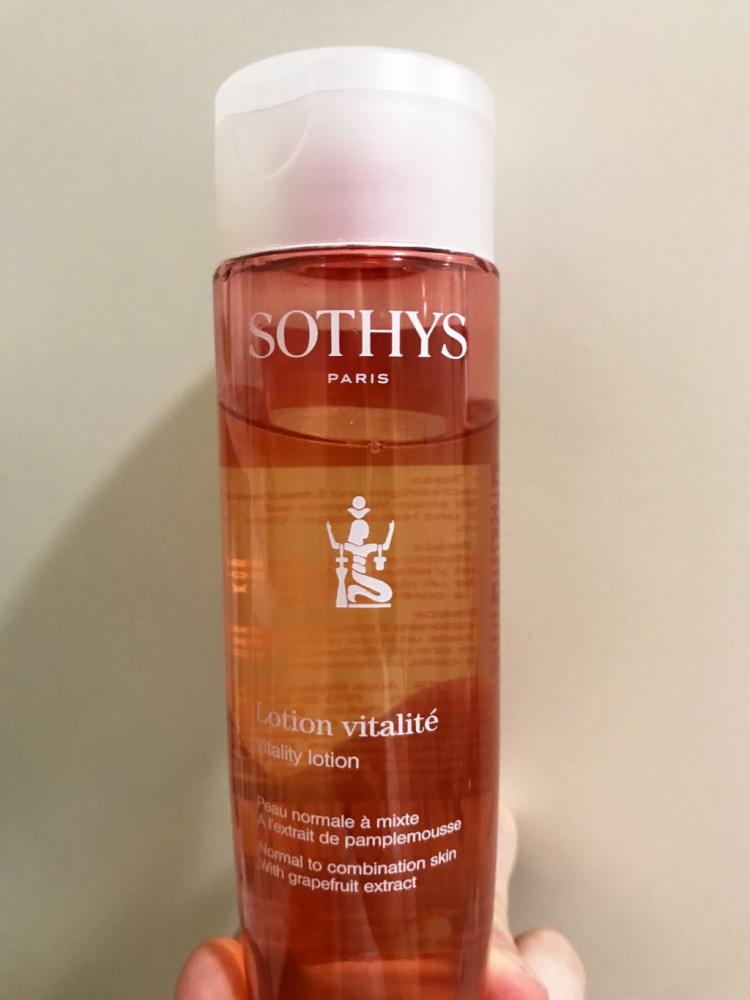 SOTHYS
PARIS
Lotion vitalité
Vitality lotion
Peau normale à mixte
A l'extrait de pamplemousse
Normal to combination skin
With grapefruit extract